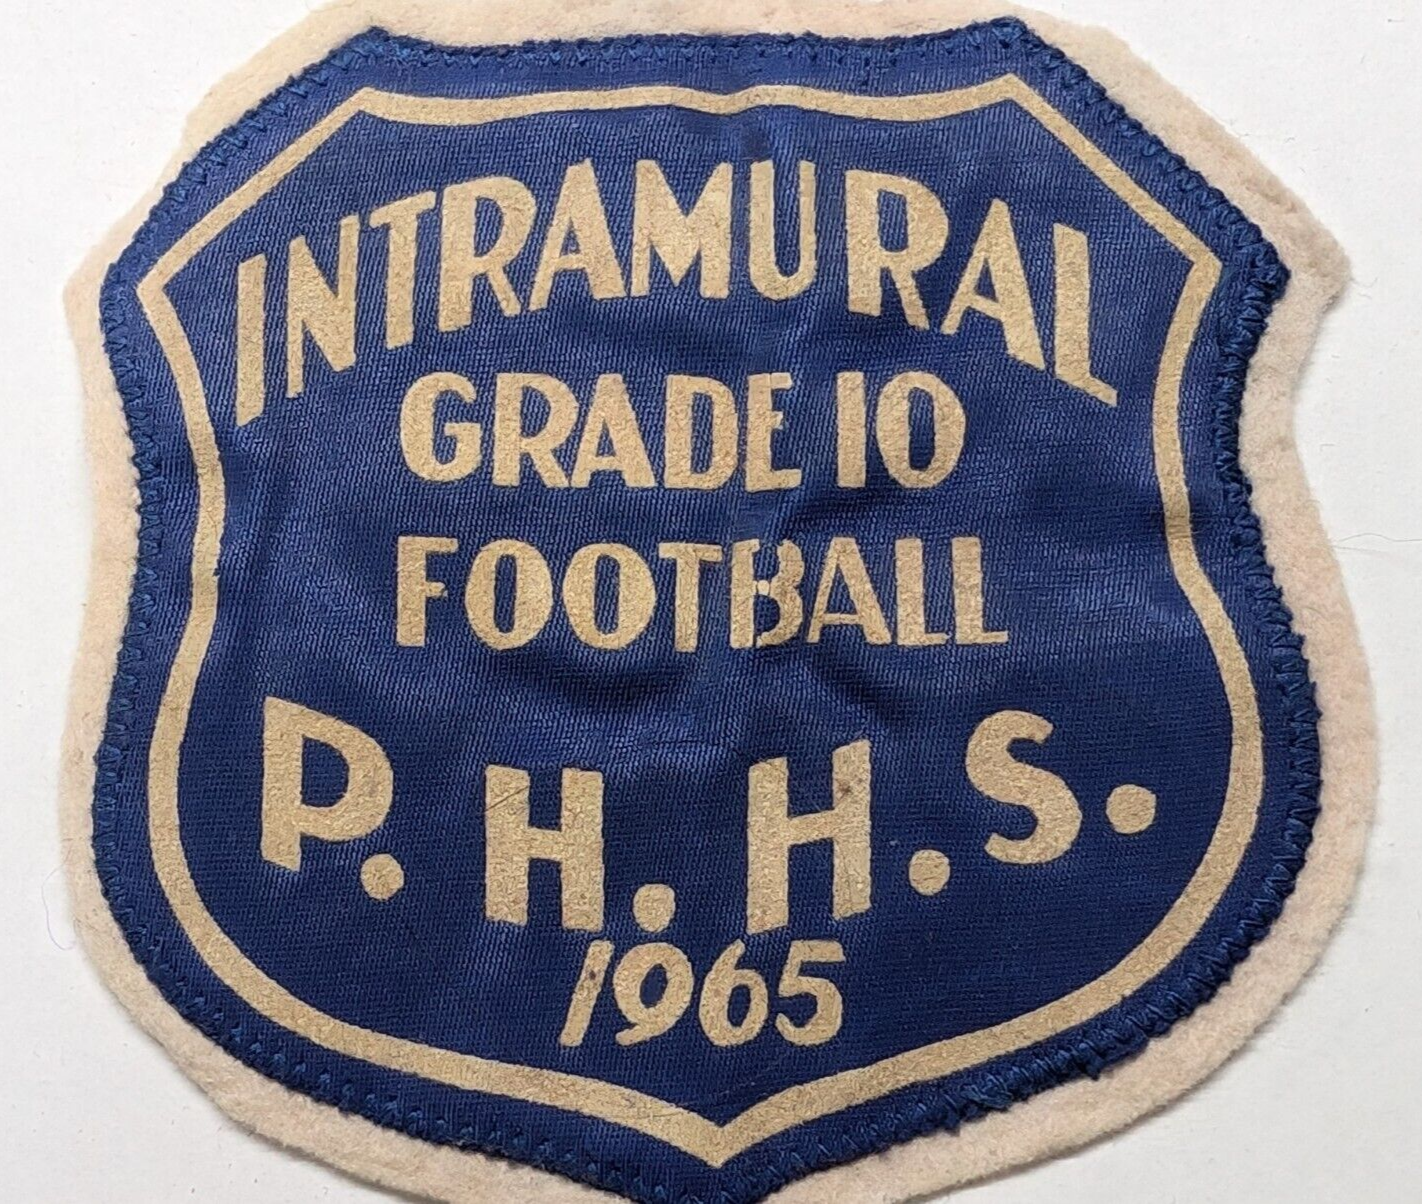 INTRAMURAL
GRADE 10
FOOTBALL
P.H.H.S.
1965